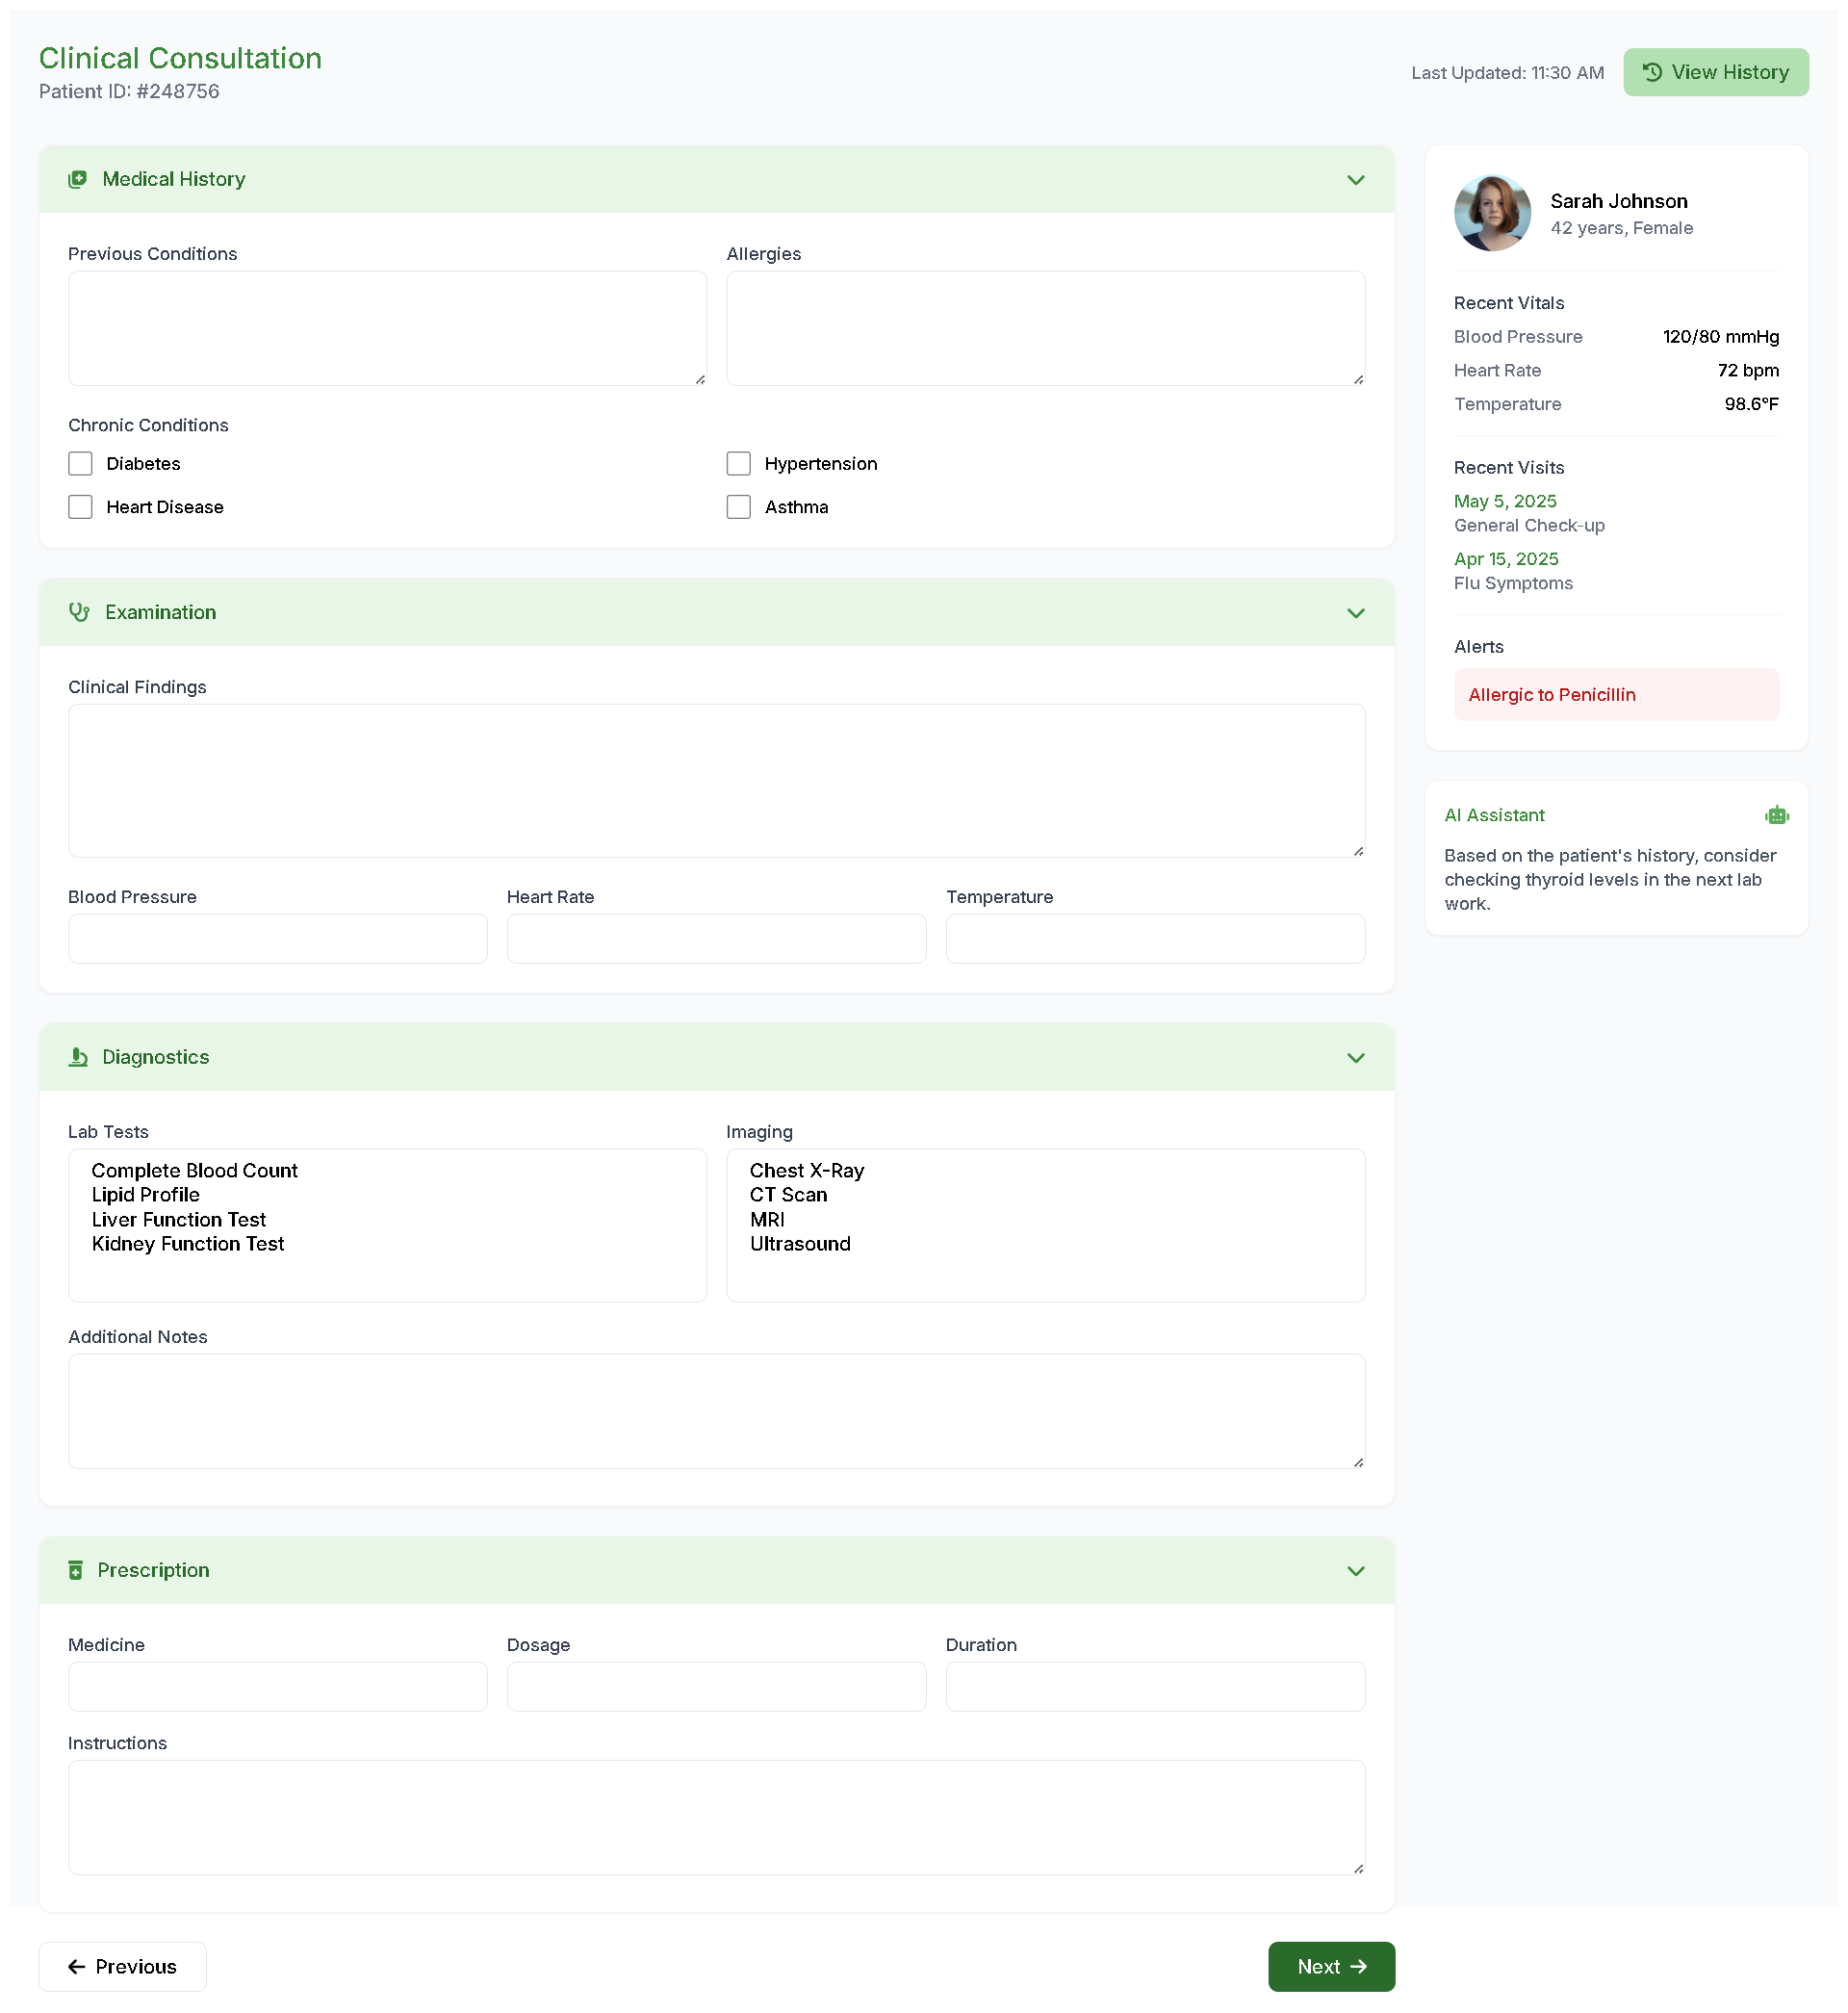 Clinical Consultation
Patient ID: #248756
Last Updated: 11:30 AM
View History
Medical History
Previous Conditions
Allergies
Chronic Conditions
Diabetes
Hypertension
Heart Disease
Asthma
Examination
Clinical Findings
Blood Pressure
Heart Rate
Temperature
Diagnostics
Lab Tests
Complete Blood Count
Lipid Profile
Liver Function Test
Kidney Function Test
Imaging
Chest X-Ray
CT Scan
MRI
Ultrasound
Additional Notes
Prescription
Medicine
Dosage
Duration
Instructions
Previous
Next
Sarah Johnson
42 years, Female
Recent Vitals
Blood Pressure 120/80 mmHg
Heart Rate 72 bpm
Temperature 98.6°F
Recent Visits
May 5, 2025
General Check-up
Apr 15, 2025
Flu Symptoms
Alerts
Allergic to Penicillin
AI Assistant
Based on the patient's history, consider
checking thyroid levels in the next lab
work.